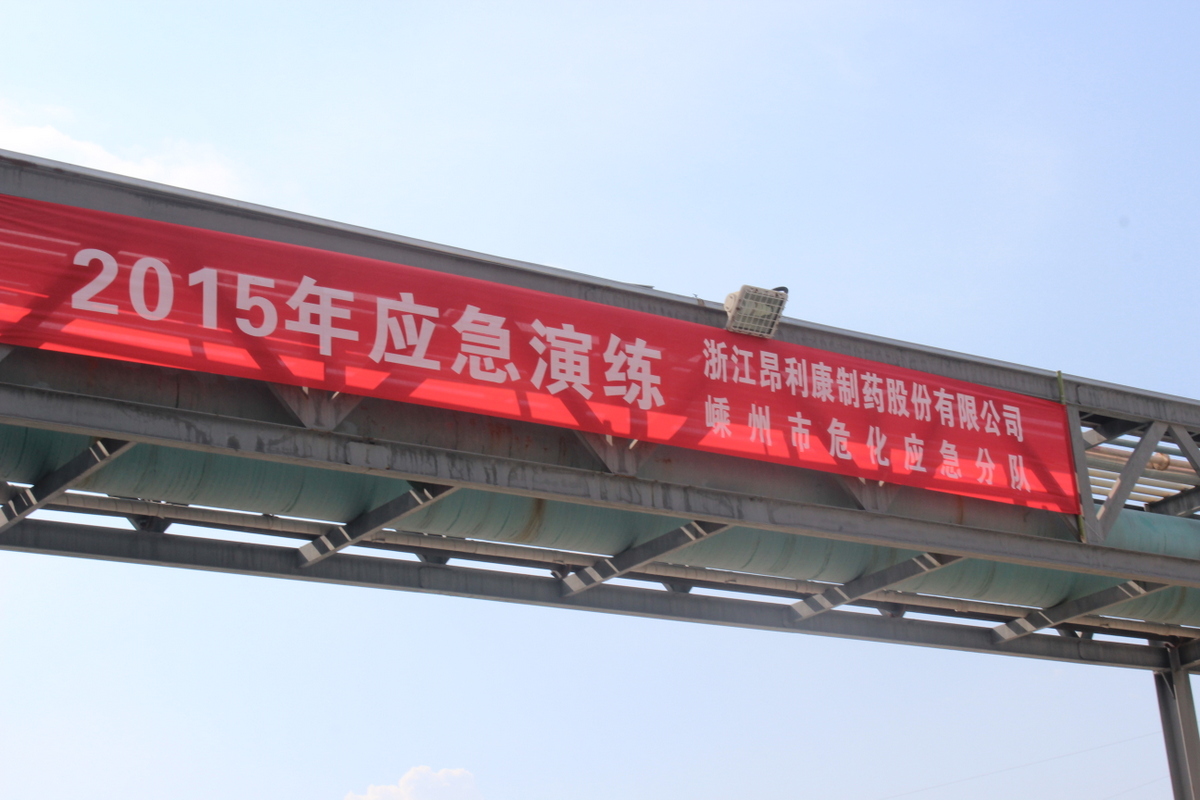 2015年应急演练
浙江昂利康制药股份有限公司
嵊州市危化应急分队